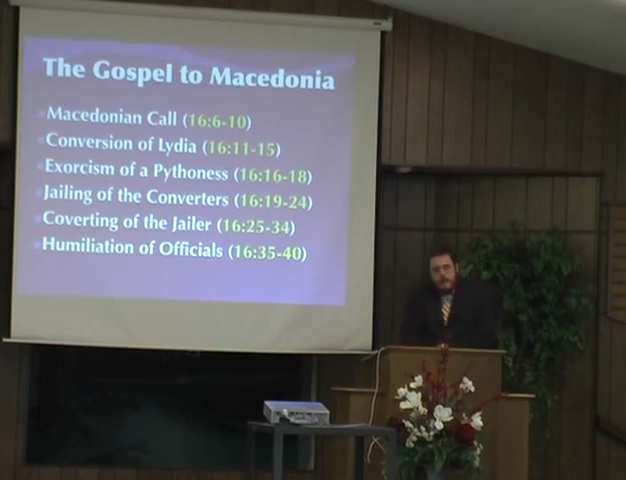 The Gospel to Macedonia
Macedonian Call (16:6-10)
Conversion of Lydia (16:11-15)
Exorcism of a Pythoness (16:16-18)
Jailing of the Converters (16:19-24)
Coverting of the Jailer (16:25-34)
Humiliation of Officials (16:35-40)